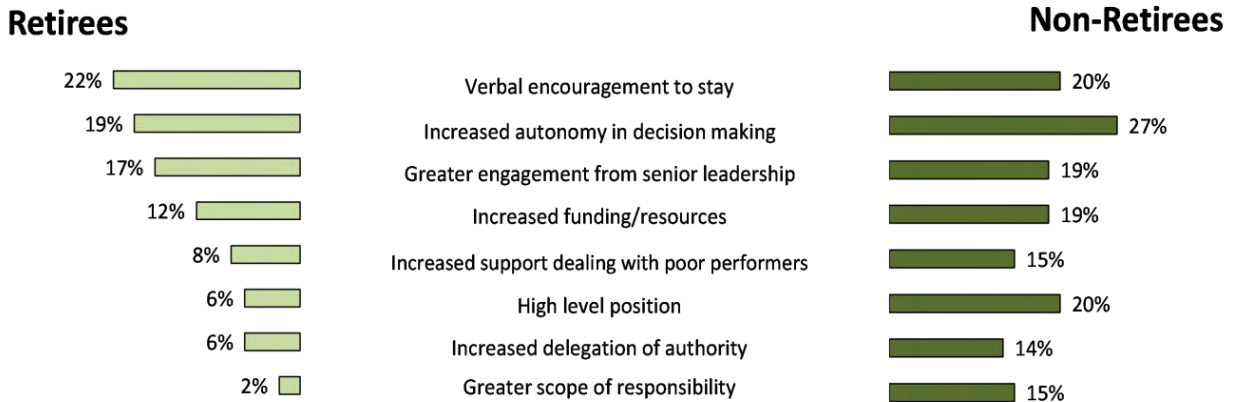 Retirees
Non-Retirees
22% Verbal encouragement to stay 20%
19% Increased autonomy in decision making 27%
17% Greater engagement from senior leadership 19%
12% Increased funding/resources 19%
8% Increased support dealing with poor performers 15%
6% High level position 20%
6% Increased delegation of authority 14%
2% Greater scope of responsibility 15%